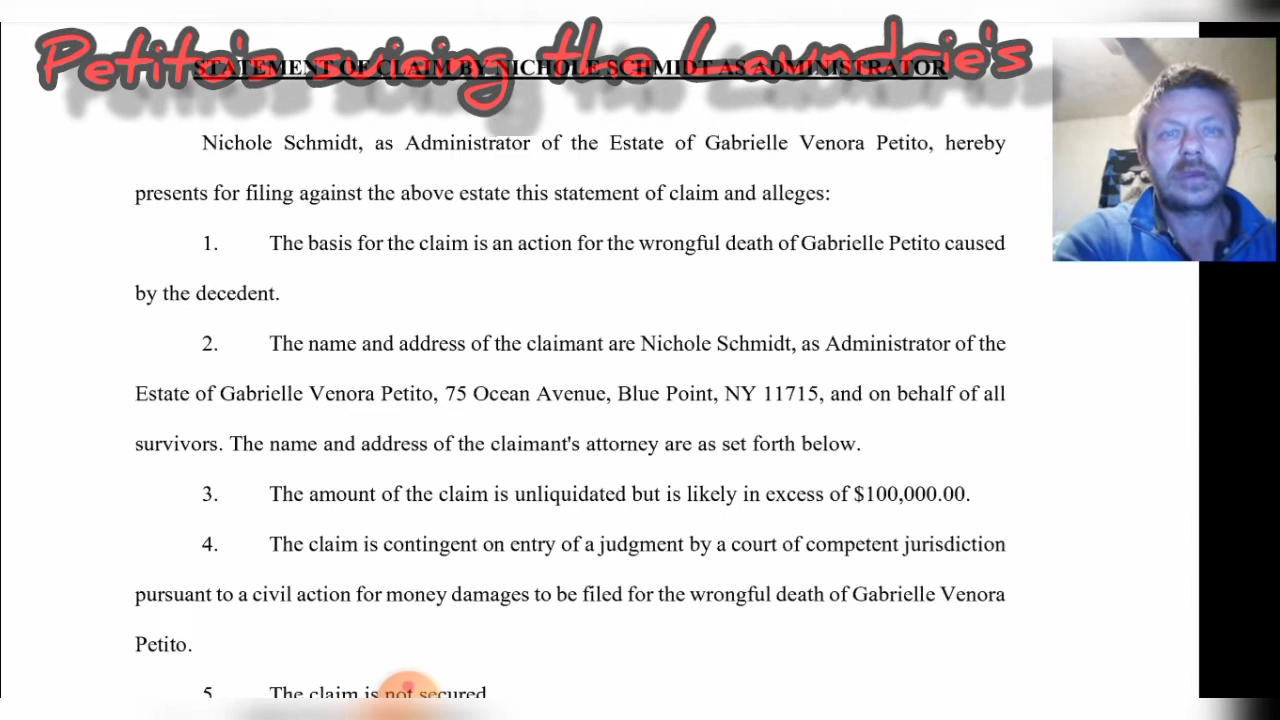 Petito's suing the Laundrie's
STATEMENT OF CLAIM BY NICHOLE SCHMIDT AS ADMINISTRATOR
Nichole Schmidt, as Administrator of the Estate of Gabrielle Venora Petito, hereby
presents for filing against the above estate this statement of claim and alleges:
1. The basis for the claim is an action for the wrongful death of Gabrielle Petito caused
by the decedent.
2. The name and address of the claimant are Nichole Schmidt, as Administrator of the
Estate of Gabrielle Venora Petito, 75 Ocean Avenue, Blue Point, NY 11715, and on behalf of all
survivors. The name and address of the claimant's attorney are as set forth below.
3. The amount of the claim is unliquidated but is likely in excess of $100,000.00.
4. The claim is contingent on entry of a judgment by a court of competent jurisdiction
pursuant to a civil action for money damages to be filed for the wrongful death of Gabrielle Venora
Petito.
5. The claim is not secured.